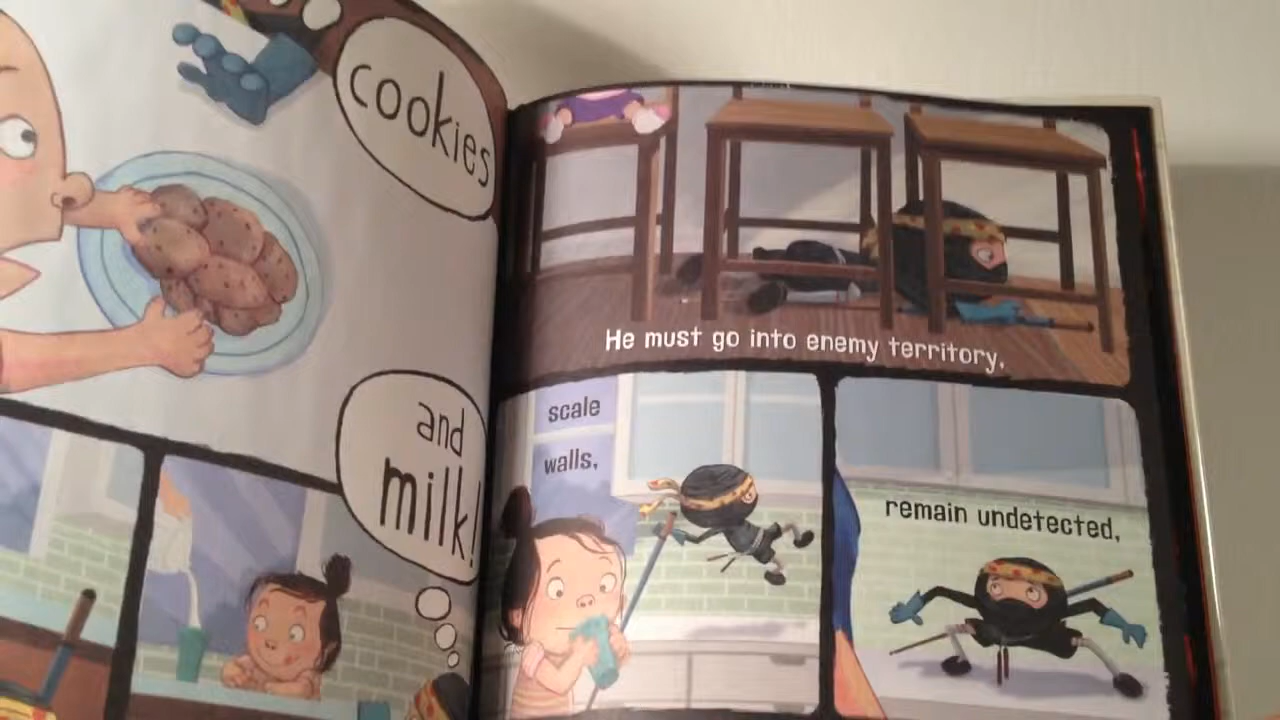 cookies
and
milk!
He must go into enemy territory,
scale
walls,
remain undetected,